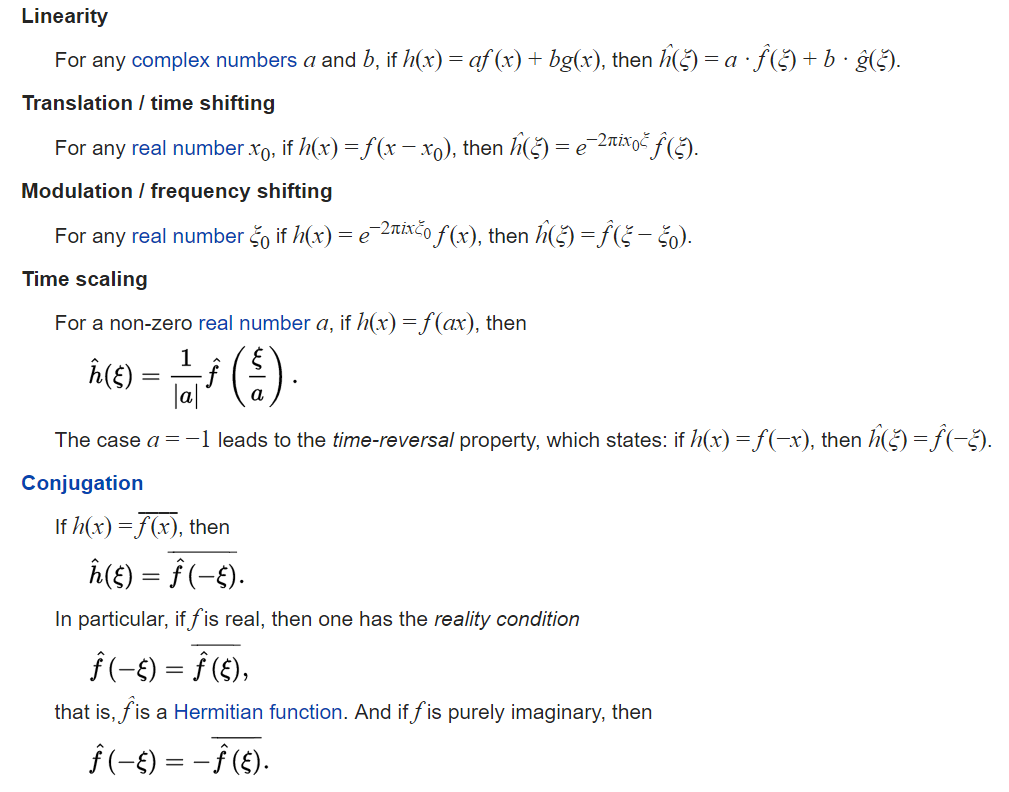 Linearity
For any complex numbers a and b, if h(x) = af (x) + bg(x), then ĥ(ξ) = a · f̂(ξ) + b · ĝ(ξ).
Translation / time shifting
For any real number x₀, if h(x) = f (x − x₀), then ĥ(ξ) = e^{−2πix₀ξ} f̂(ξ).
Modulation / frequency shifting
For any real number ξ₀ if h(x) = e^{−2πixξ₀} f (x), then ĥ(ξ) = f̂(ξ − ξ₀).
Time scaling
For a non-zero real number a, if h(x) = f (ax), then
ĥ(ξ) = \frac{1}{|a|} f̂ (\frac{ξ}{a}).
The case a = −1 leads to the time-reversal property, which states: if h(x) = f (−x), then ĥ(ξ) = f̂(−ξ).
Conjugation
If h(x) = \overline{f (x)}, then
ĥ(ξ) = \overline{f̂ (−ξ)}.
In particular, if f is real, then one has the reality condition
f̂ (−ξ) = \overline{f̂ (ξ)},
that is, f̂ is a Hermitian function. And if f is purely imaginary, then
f̂ (−ξ) = −\overline{f̂ (ξ)}.